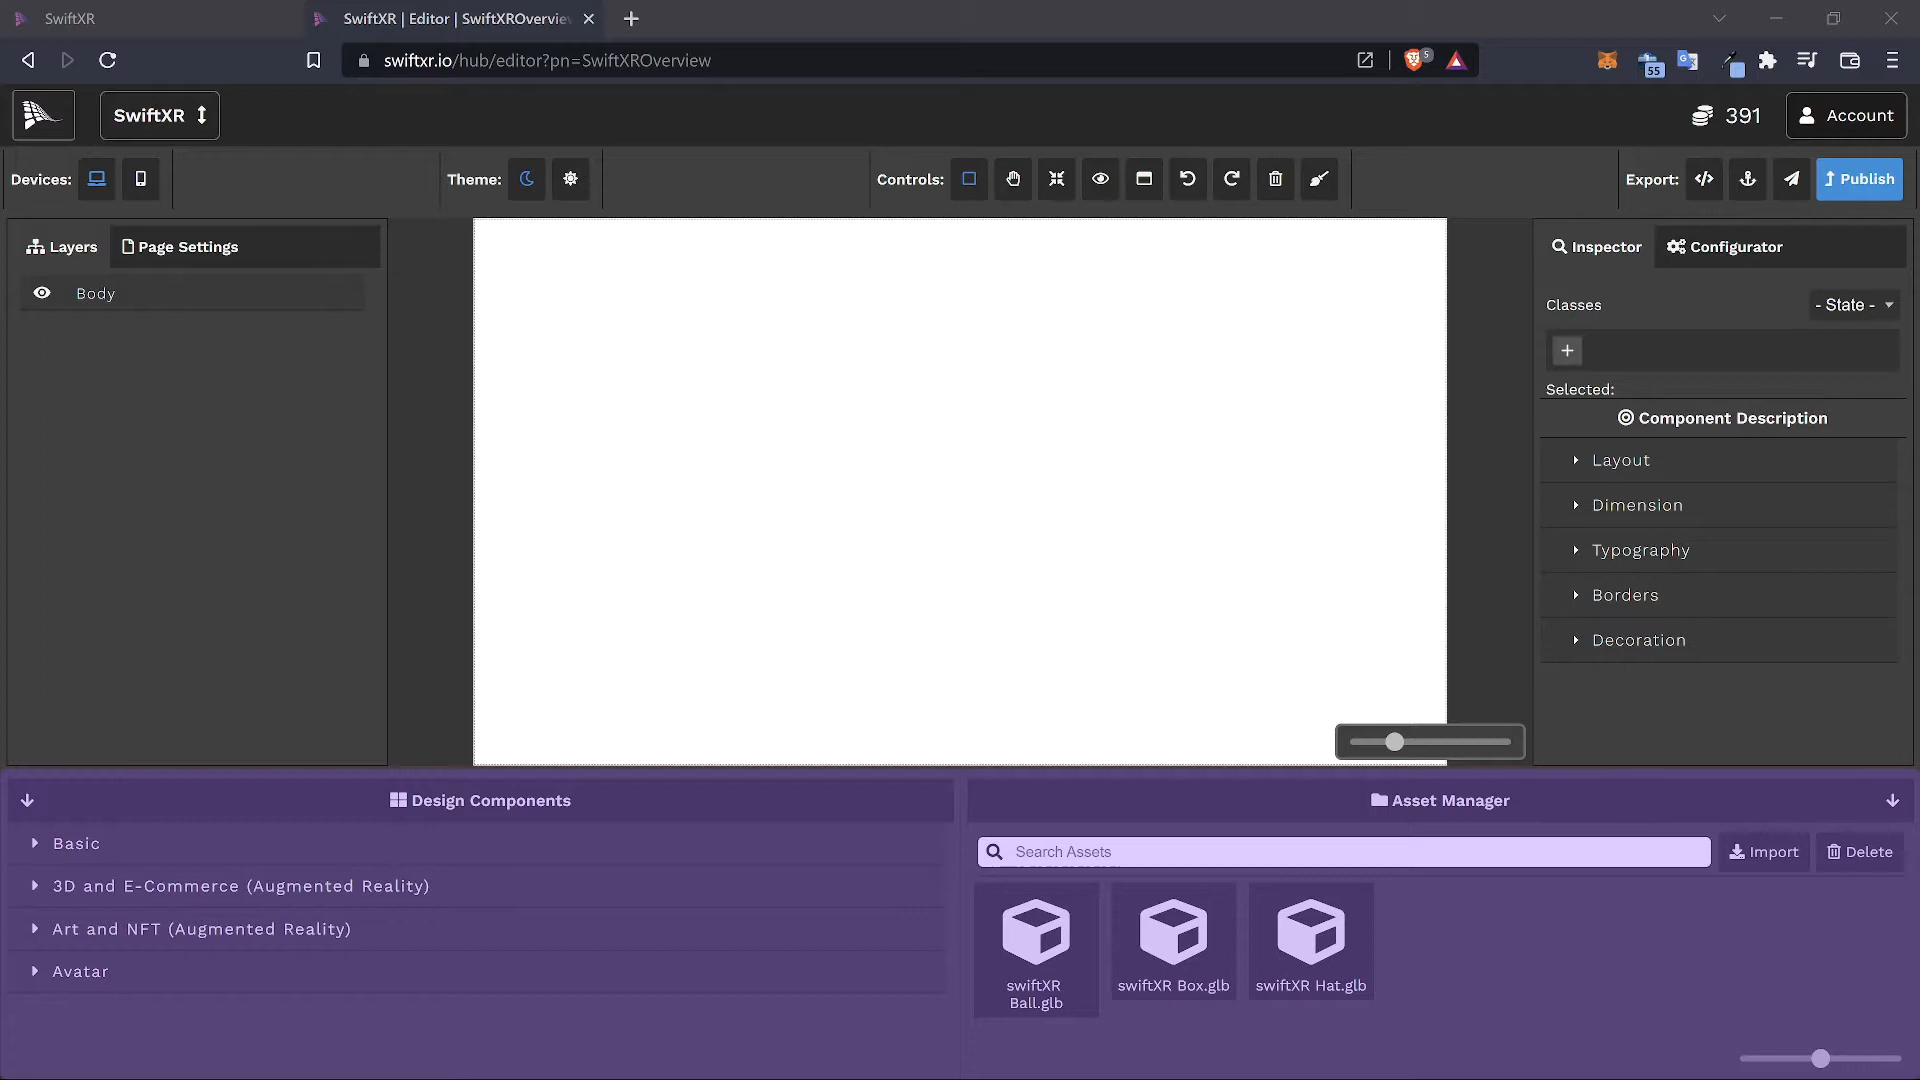 SwiftXR
SwiftXR | Editor | SwiftXROvervie
swiftxr.io/hub/editor?pn=SwiftXROverview
5
55
SwiftXR
391
Account
Devices:
Theme:
Controls:
Export:
Publish
Layers
Page Settings
Body
Inspector
Configurator
Classes
- State -
Selected:
Component Description
Layout
Dimension
Typography
Borders
Decoration
Design Components
Basic
3D and E-Commerce (Augmented Reality)
Art and NFT (Augmented Reality)
Avatar
Asset Manager
Search Assets
Import
Delete
swiftXR
Ball.glb
swiftXR Box.glb
swiftXR Hat.glb